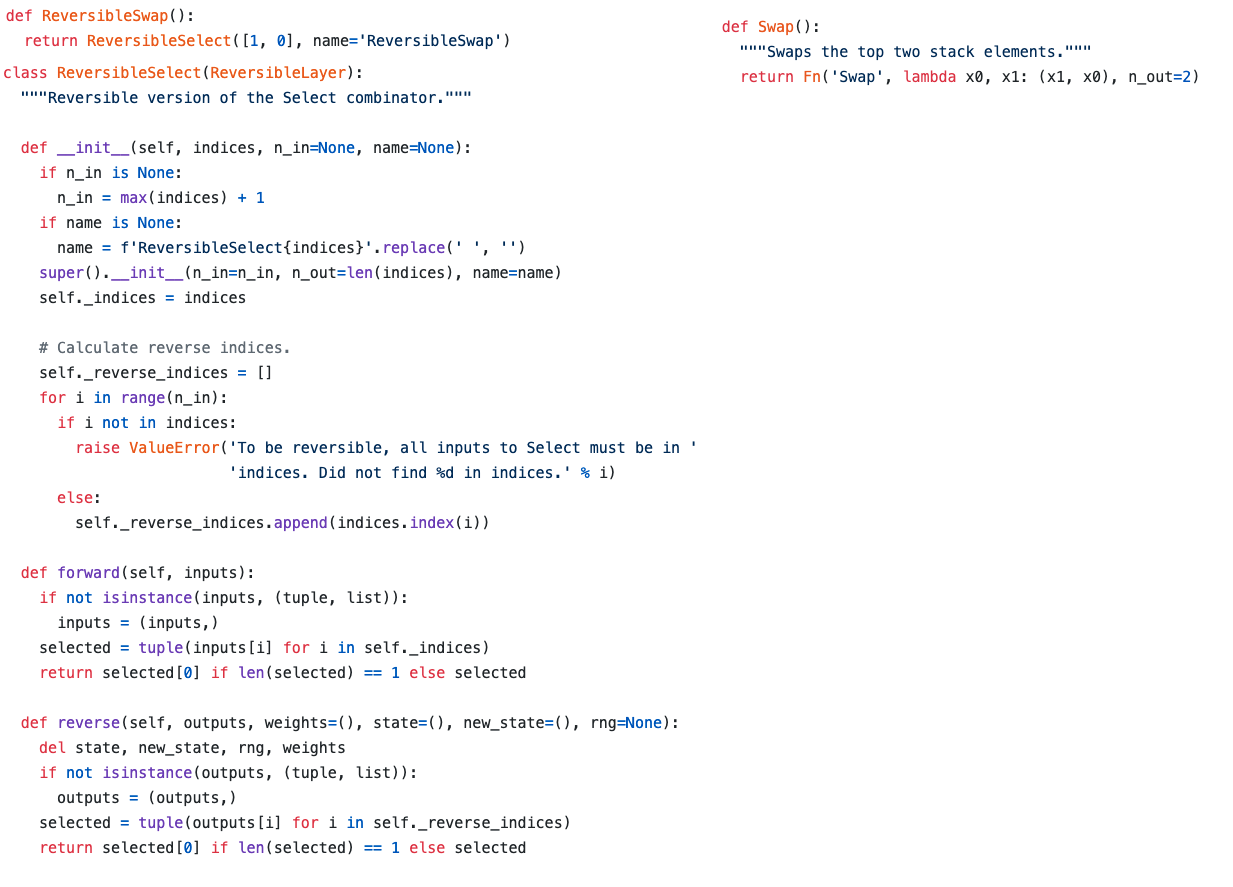 def ReversibleSwap():
  return ReversibleSelect([1, 0], name='ReversibleSwap')
class ReversibleSelect(ReversibleLayer):
  """Reversible version of the Select combinator."""

  def __init__(self, indices, n_in=None, name=None):
    if n_in is None:
      n_in = max(indices) + 1
    if name is None:
      name = f'ReversibleSelect{indices}'.replace(' ', '')
    super().__init__(n_in=n_in, n_out=len(indices), name=name)
    self._indices = indices

    # Calculate reverse indices.
    self._reverse_indices = []
    for i in range(n_in):
      if i not in indices:
        raise ValueError('To be reversible, all inputs to Select must be in '
                         'indices. Did not find %d in indices.' % i)
      else:
        self._reverse_indices.append(indices.index(i))

  def forward(self, inputs):
    if not isinstance(inputs, (tuple, list)):
      inputs = (inputs,)
    selected = tuple(inputs[i] for i in self._indices)
    return selected[0] if len(selected) == 1 else selected

  def reverse(self, outputs, weights=(), state=(), new_state=(), rng=None):
    del state, new_state, rng, weights
    if not isinstance(outputs, (tuple, list)):
      outputs = (outputs,)
    selected = tuple(outputs[i] for i in self._reverse_indices)
    return selected[0] if len(selected) == 1 else selected
def Swap():
  """Swaps the top two stack elements."""
  return Fn('Swap', lambda x0, x1: (x1, x0), n_out=2)